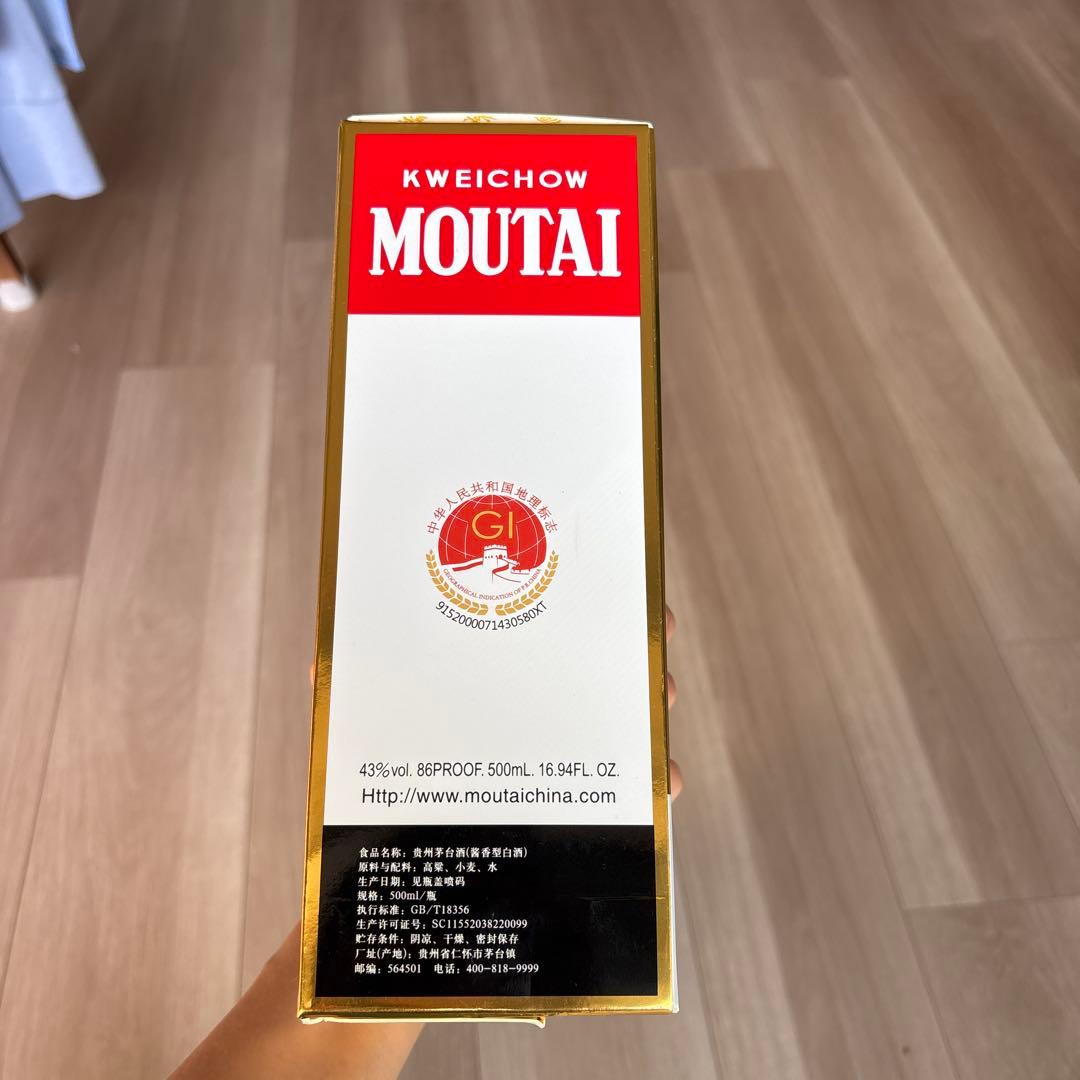 KWEICHOW
MOUTAI
中华人民共和国地理标志
GI
GEOGRAPHICAL INDICATION OF P.R.CHINA
9152000071430580XT
43%vol. 86PROOF. 500mL. 16.94FL. OZ.
Http://www.moutaichina.com
食品名称：贵州茅台酒(酱香型白酒)
原料与配料：高粱、小麦、水
生产日期：见瓶盖喷码
规格：500ml/瓶
执行标准：GB/T18356
生产许可证号：SC11552038220099
贮存条件：阴凉、干燥、密封保存
厂址(产地)：贵州省仁怀市茅台镇
邮编：564501 电话：400-818-9999